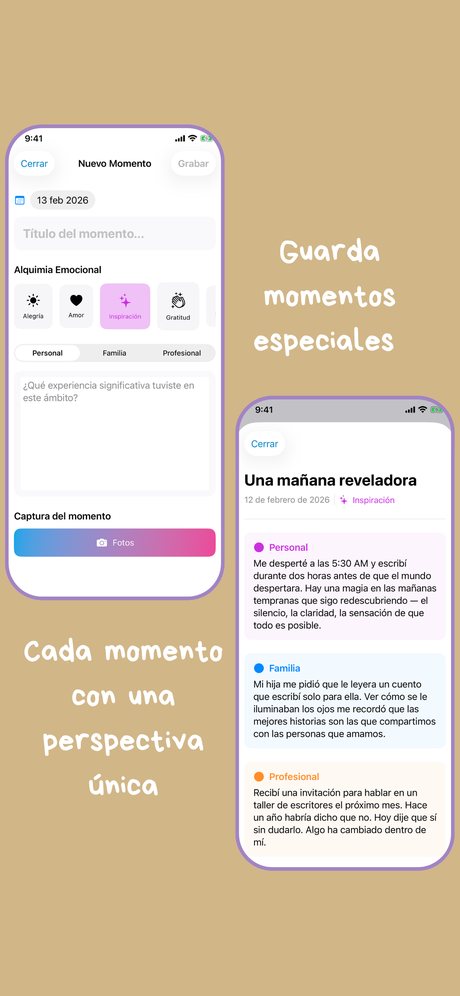 9:41
Cerrar
Nuevo Momento
Grabar
13 feb 2026
Título del momento...
Alquimia Emocional
Alegría
Amor
Inspiración
Gratitud
Personal
Familia
Profesional
¿Qué experiencia significativa tuviste en
este ámbito?
Captura del momento
Fotos
Guarda
momentos
especiales
9:41
Cerrar
Una mañana reveladora
12 de febrero de 2026
Inspiración
Personal
Me desperté a las 5:30 AM y escribí
durante dos horas antes de que el mundo
despertara. Hay una magia en las mañanas
tempranas que sigo redescubriendo — el
silencio, la claridad, la sensación de que
todo es posible.
Familia
Mi hija me pidió que le leyera un cuento
que escribí solo para ella. Ver cómo se le
iluminaban los ojos me recordó que las
mejores historias son las que compartimos
con las personas que amamos.
Profesional
Recibí una invitación para hablar en un
taller de escritores el próximo mes. Hace
un año habría dicho que no. Hoy dije que sí
sin dudarlo. Algo ha cambiado dentro de
mí.
Cada momento
con una
perspectiva
única